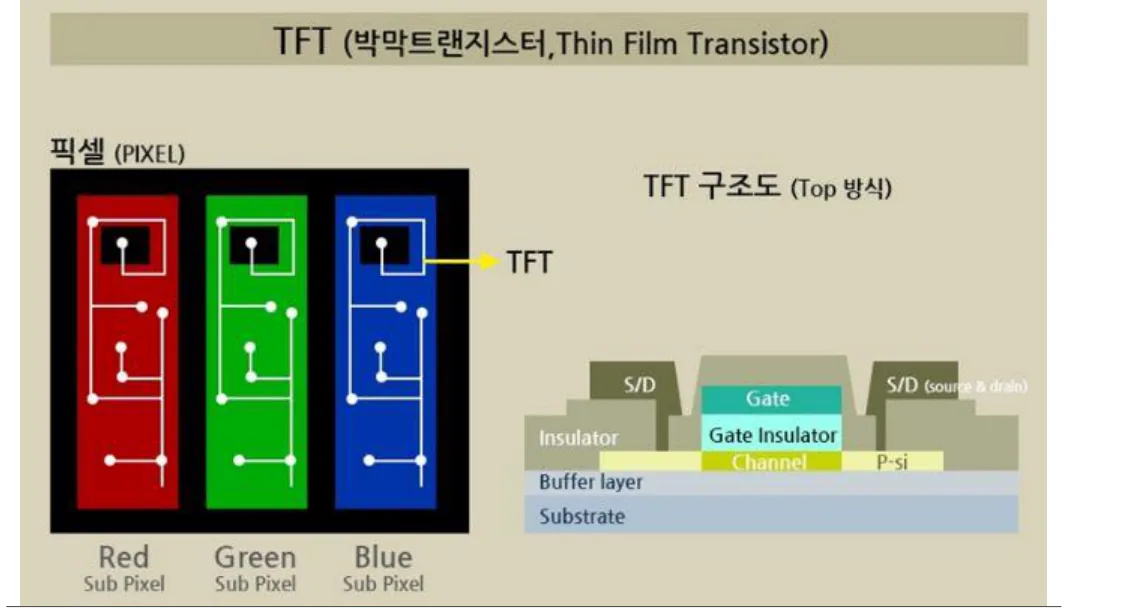 TFT (박막트랜지스터,Thin Film Transistor)
픽셀 (PIXEL)
TFT
Red
Sub Pixel
Green
Sub Pixel
Blue
Sub Pixel
TFT 구조도 (Top 방식)
S/D
S/D (source & drain)
Gate
Insulator
Gate Insulator
Channel
P-si
Buffer layer
Substrate